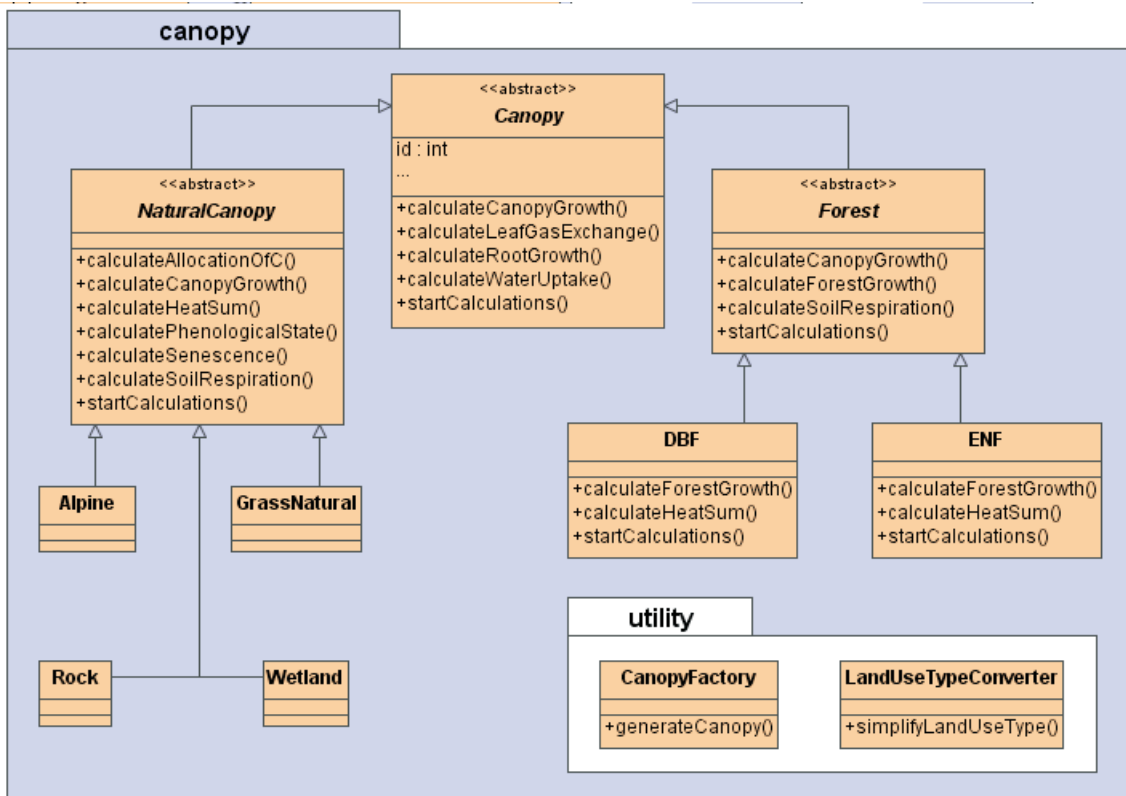 canopy
<<abstract>>
Canopy
id : int
...
+calculateCanopyGrowth()
+calculateLeafGasExchange()
+calculateRootGrowth()
+calculateWaterUptake()
+startCalculations()
<<abstract>>
NaturalCanopy
+calculateAllocationOfC()
+calculateCanopyGrowth()
+calculateHeatSum()
+calculatePhenologicalState()
+calculateSenescence()
+calculateSoilRespiration()
+startCalculations()
<<abstract>>
Forest
+calculateCanopyGrowth()
+calculateForestGrowth()
+calculateSoilRespiration()
+startCalculations()
Alpine
GrassNatural
Rock
Wetland
DBF
+calculateForestGrowth()
+calculateHeatSum()
+startCalculations()
ENF
+calculateForestGrowth()
+calculateHeatSum()
+startCalculations()
utility
CanopyFactory
+generateCanopy()
LandUseTypeConverter
+simplifyLandUseType()